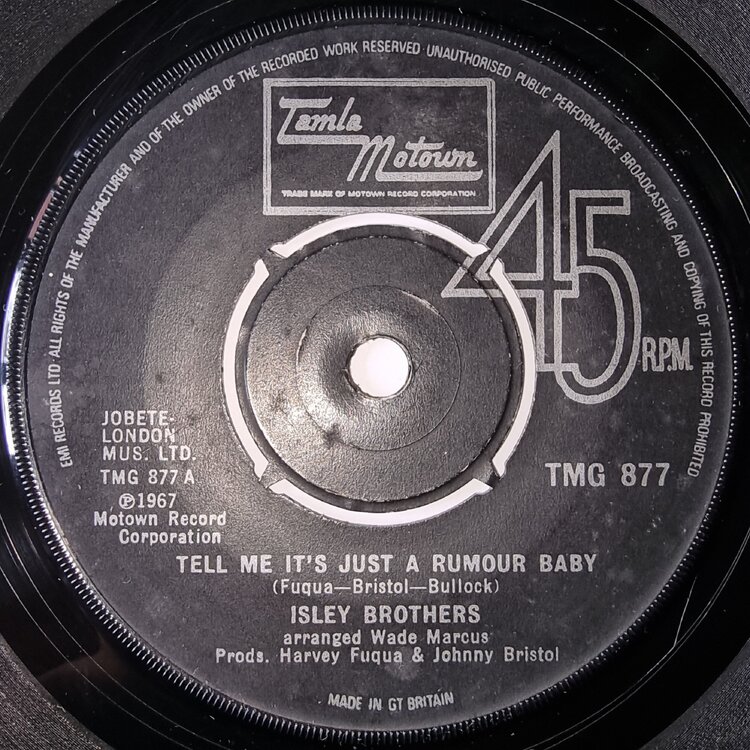 EMI RECORDS LTD ALL RIGHTS OF THE MANUFACTURER AND OF THE OWNER OF THE RECORDED WORK RESERVED UNAUTHORISED PUBLIC PERFORMANCE BROADCASTING AND COPYING OF THIS RECORD PROHIBITED
Tamla
Motown
TRADE MARK OF MOTOWN RECORD CORPORATION
45
R.P.M.
JOBETE-
LONDON
MUS. LTD.
TMG 877 A
℗1967
Motown Record
Corporation
TMG 877
TELL ME IT'S JUST A RUMOUR BABY
(Fuqua—Bristol—Bullock)
ISLEY BROTHERS
arranged Wade Marcus
Prods. Harvey Fuqua & Johnny Bristol
MADE IN GT BRITAIN